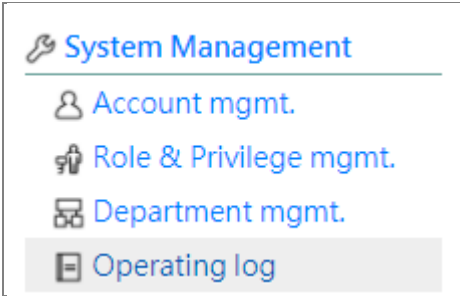 System Management
Account mgmt.
Role & Privilege mgmt.
Department mgmt.
Operating log